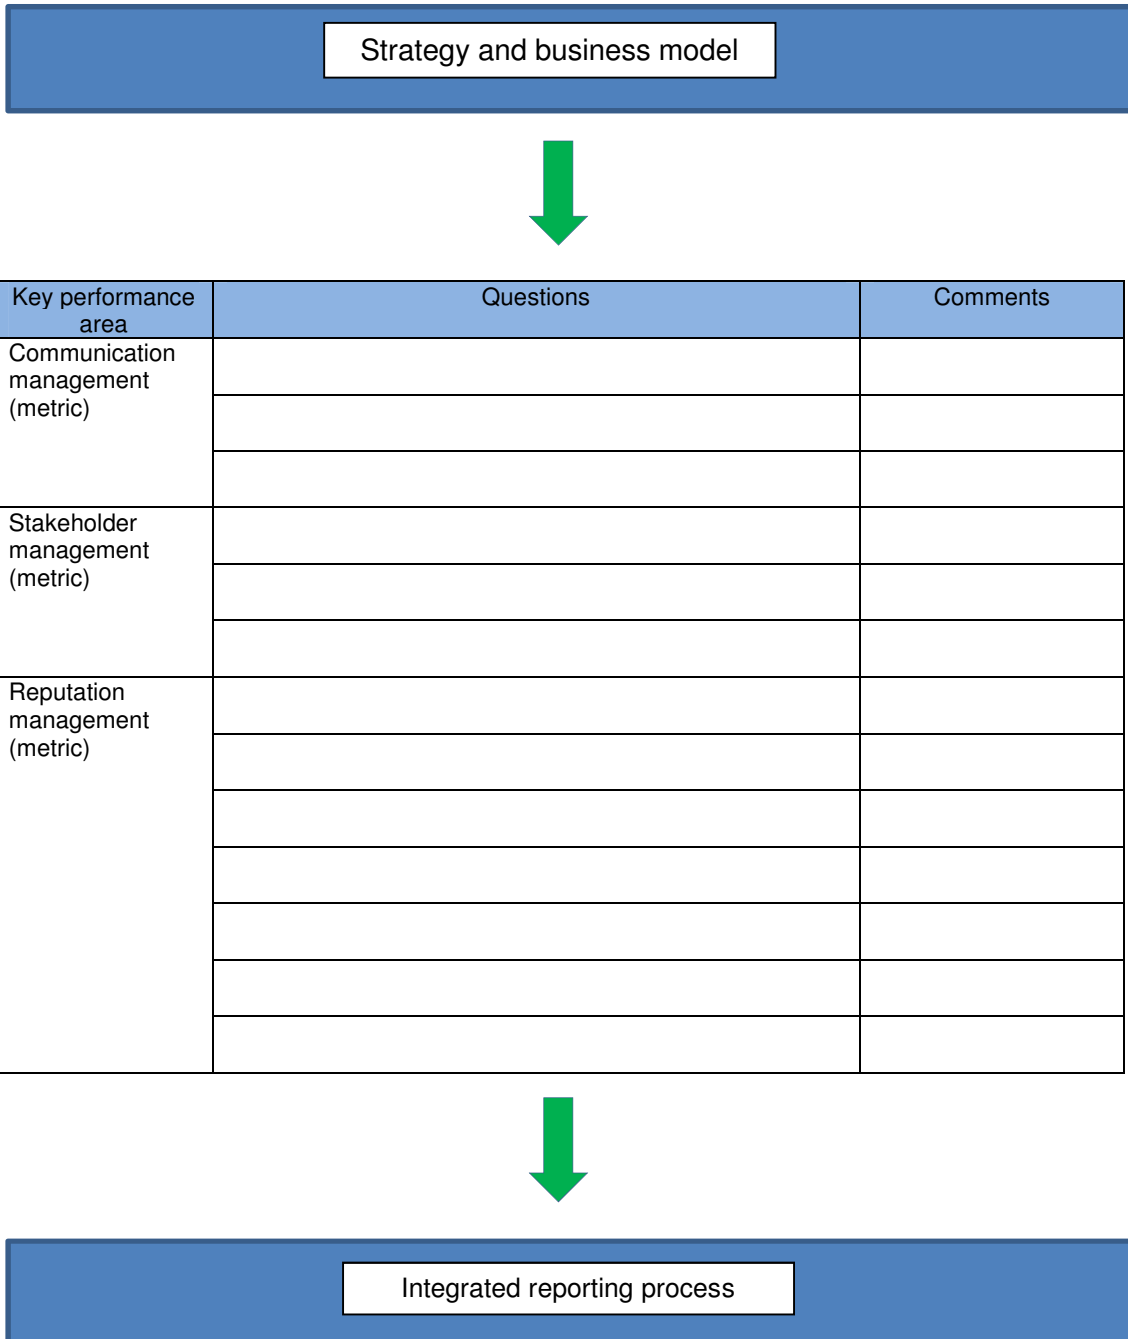 Strategy and business model
Key performance
area
Questions
Comments
Communication
management
(metric)
Stakeholder
management
(metric)
Reputation
management
(metric)
Integrated reporting process